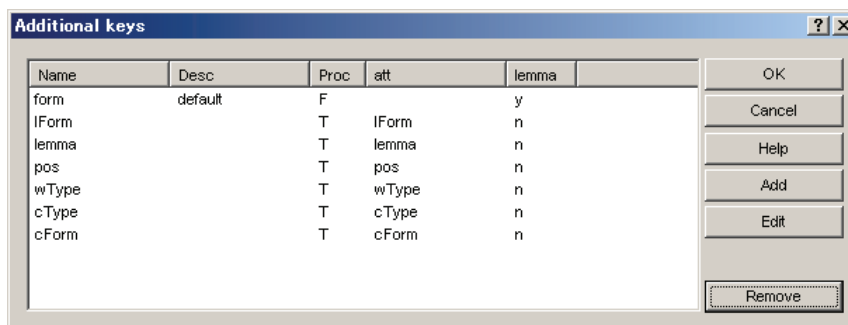 Additional keys
Name Desc Proc att lemma
form default F y
lForm T lForm n
lemma T lemma n
pos T pos n
wType T wType n
cType T cType n
cForm T cForm n
OK
Cancel
Help
Add
Edit
Remove